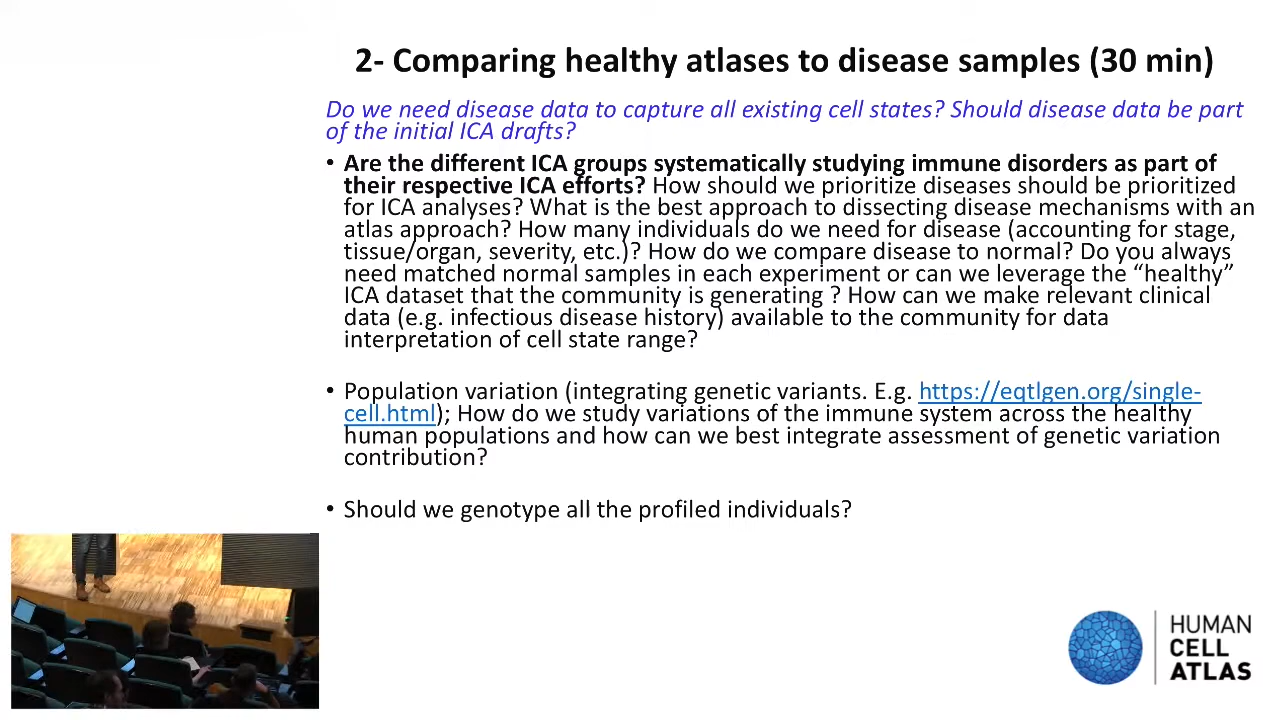 2- Comparing healthy atlases to disease samples (30 min)
Do we need disease data to capture all existing cell states? Should disease data be part
of the initial ICA drafts?
• Are the different ICA groups systematically studying immune disorders as part of
their respective ICA efforts? How should we prioritize diseases should be prioritized
for ICA analyses? What is the best approach to dissecting disease mechanisms with an
atlas approach? How many individuals do we need for disease (accounting for stage,
tissue/organ, severity, etc.)? How do we compare disease to normal? Do you always
need matched normal samples in each experiment or can we leverage the “healthy”
ICA dataset that the community is generating ? How can we make relevant clinical
data (e.g. infectious disease history) available to the community for data
interpretation of cell state range?
• Population variation (integrating genetic variants. E.g. https://eqtlgen.org/single-
cell.html); How do we study variations of the immune system across the healthy
human populations and how can we best integrate assessment of genetic variation
contribution?
• Should we genotype all the profiled individuals?
HUMAN
CELL
ATLAS